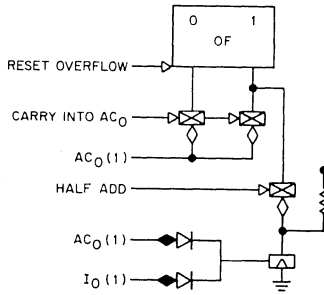 0 1
OF
RESET OVERFLOW
CARRY INTO AC₀
AC₀(1)
HALF ADD
AC₀(1)
I₀(1)